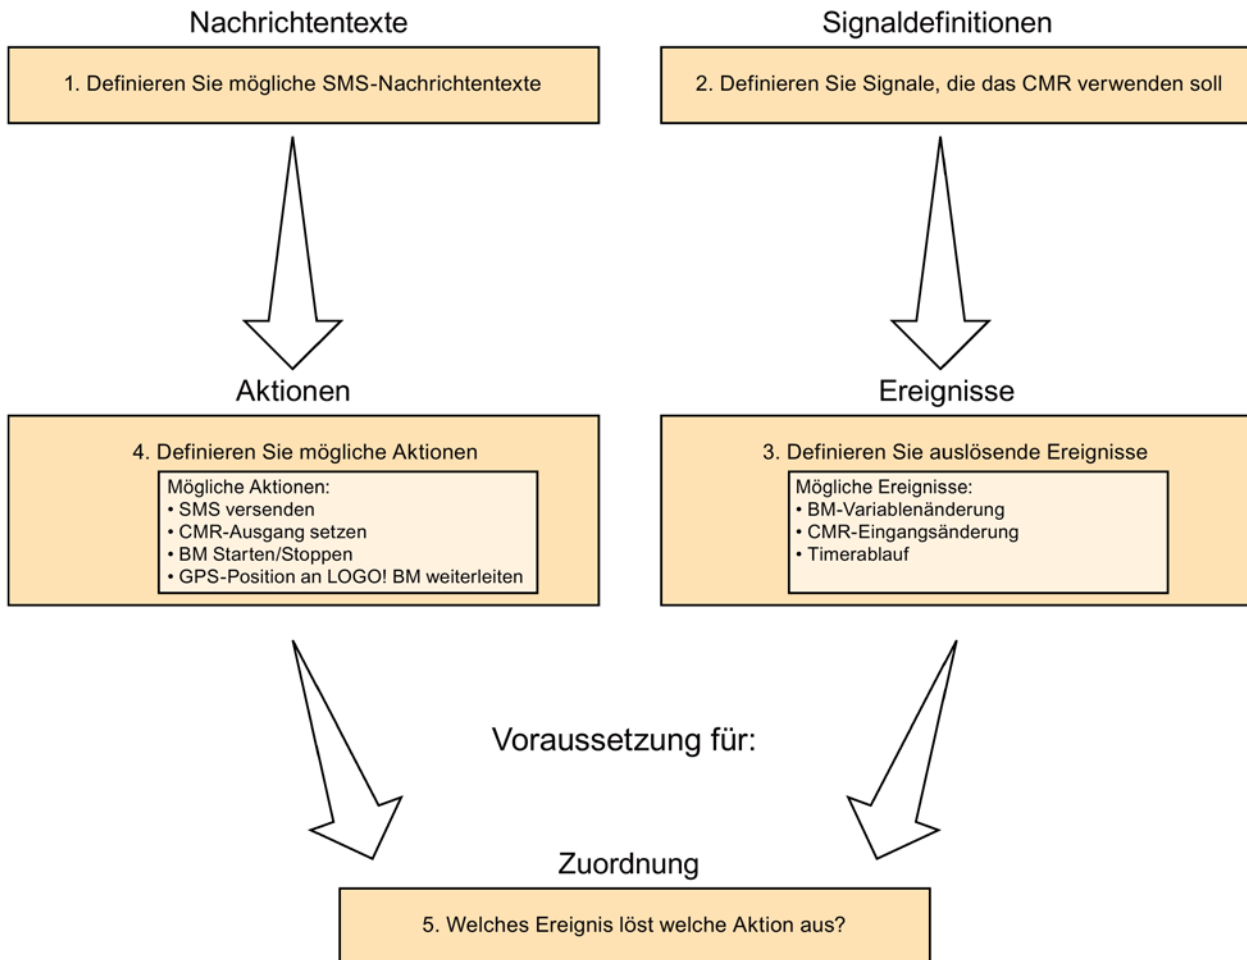 Nachrichtentexte
1. Definieren Sie mögliche SMS-Nachrichtentexte
Signaldefinitionen
2. Definieren Sie Signale, die das CMR verwenden soll
Aktionen
4. Definieren Sie mögliche Aktionen
Mögliche Aktionen:
• SMS versenden
• CMR-Ausgang setzen
• BM Starten/Stoppen
• GPS-Position an LOGO! BM weiterleiten
Ereignisse
3. Definieren Sie auslösende Ereignisse
Mögliche Ereignisse:
• BM-Variablenänderung
• CMR-Eingangsänderung
• Timerablauf
Voraussetzung für:
Zuordnung
5. Welches Ereignis löst welche Aktion aus?